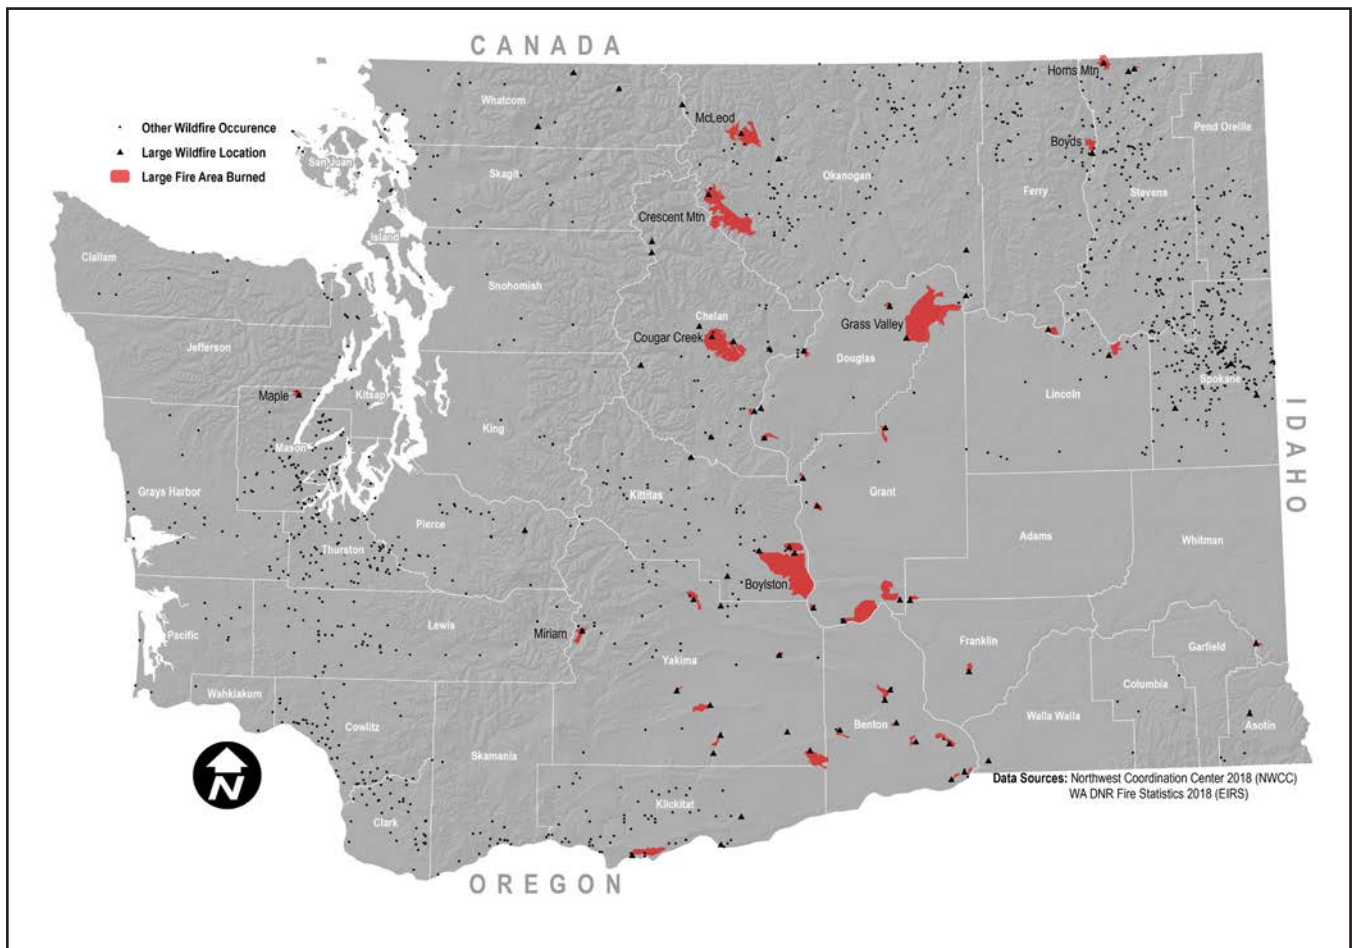 CANADA
Horns Mtn
Whatcom
McLeod
Other Wildfire Occurence
Pend Oreille
Large Wildfire Location
Boyds
San Juan
Large Fire Area Burned
Skagit
Okanogan
Ferry
Stevens
Crescent Mtn
Island
Clallam
Snohomish
Chelan
Grass Valley
Cougar Creek
Jefferson
Douglas
Spokane
Maple
Kitsap
Lincoln
IDAHO
King
Mason
Grays Harbor
Kittitas
Grant
Pierce
Adams
Whitman
Thurston
Boylston
Lewis
Miriam
Pacific
Franklin
Garfield
Yakima
Columbia
Wahkiakum
Walla Walla
Cowlitz
Benton
Asotin
Skamania
N
Data Sources: Northwest Coordination Center 2018 (NWCC)
WA DNR Fire Statistics 2018 (EIRS)
Klickitat
Clark
OREGON